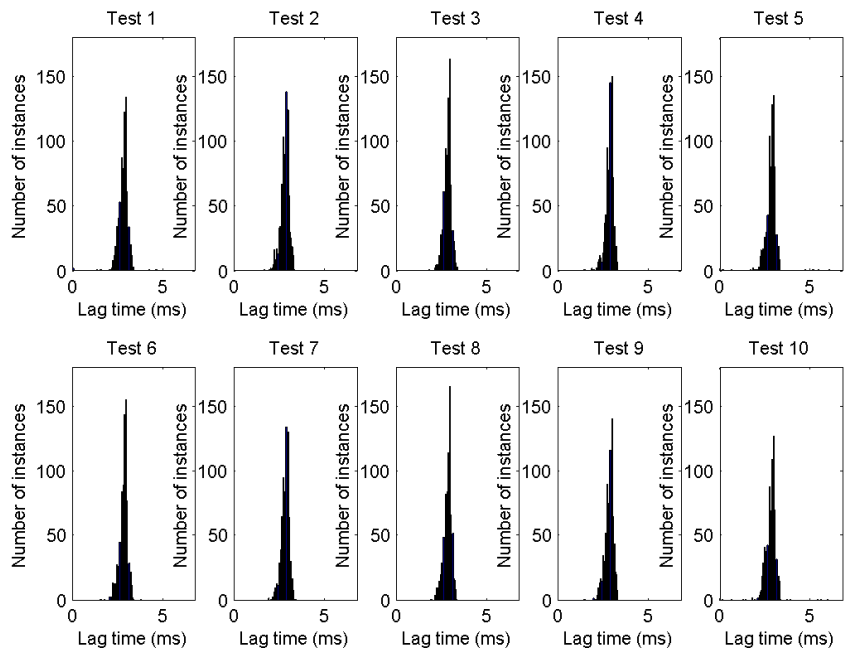 Test 1 Test 2 Test 3 Test 4 Test 5
Number of instances Number of instances Number of instances Number of instances Number of instances
150 150 150 150 150
100 100 100 100 100
50 50 50 50 50
0 0 0 0 0
0 5 0 5 0 5 0 5 0 5
Lag time (ms) Lag time (ms) Lag time (ms) Lag time (ms) Lag time (ms)
Test 6 Test 7 Test 8 Test 9 Test 10
Number of instances Number of instances Number of instances Number of instances Number of instances
150 150 150 150 150
100 100 100 100 100
50 50 50 50 50
0 0 0 0 0
0 5 0 5 0 5 0 5 0 5
Lag time (ms) Lag time (ms) Lag time (ms) Lag time (ms) Lag time (ms)